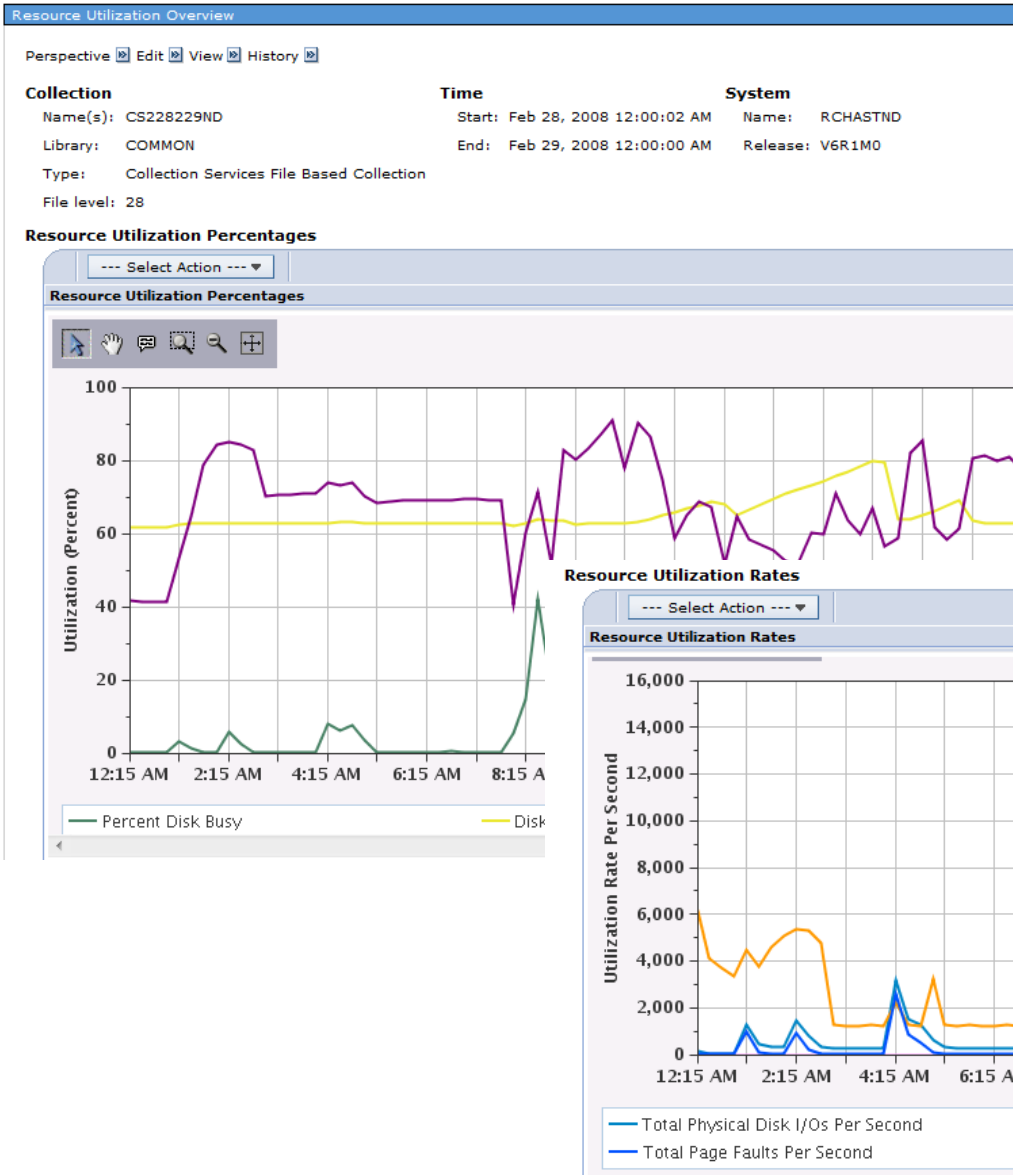 Resource Utilization Overview
Perspective Edit View History
Collection Time System
Name(s): CS228229ND Start: Feb 28, 2008 12:00:02 AM Name: RCHASTND
Library: COMMON End: Feb 29, 2008 12:00:00 AM Release: V6R1M0
Type: Collection Services File Based Collection
File level: 28
Resource Utilization Percentages
--- Select Action ---
Resource Utilization Percentages
100
80
60
40
20
0
Utilization (Percent)
12:15 AM 2:15 AM 4:15 AM 6:15 AM 8:15 A
Percent Disk Busy Disk
Resource Utilization Rates
--- Select Action ---
Resource Utilization Rates
16,000
14,000
12,000
10,000
8,000
6,000
4,000
2,000
0
Utilization Rate Per Second
12:15 AM 2:15 AM 4:15 AM 6:15 A
Total Physical Disk I/Os Per Second
Total Page Faults Per Second